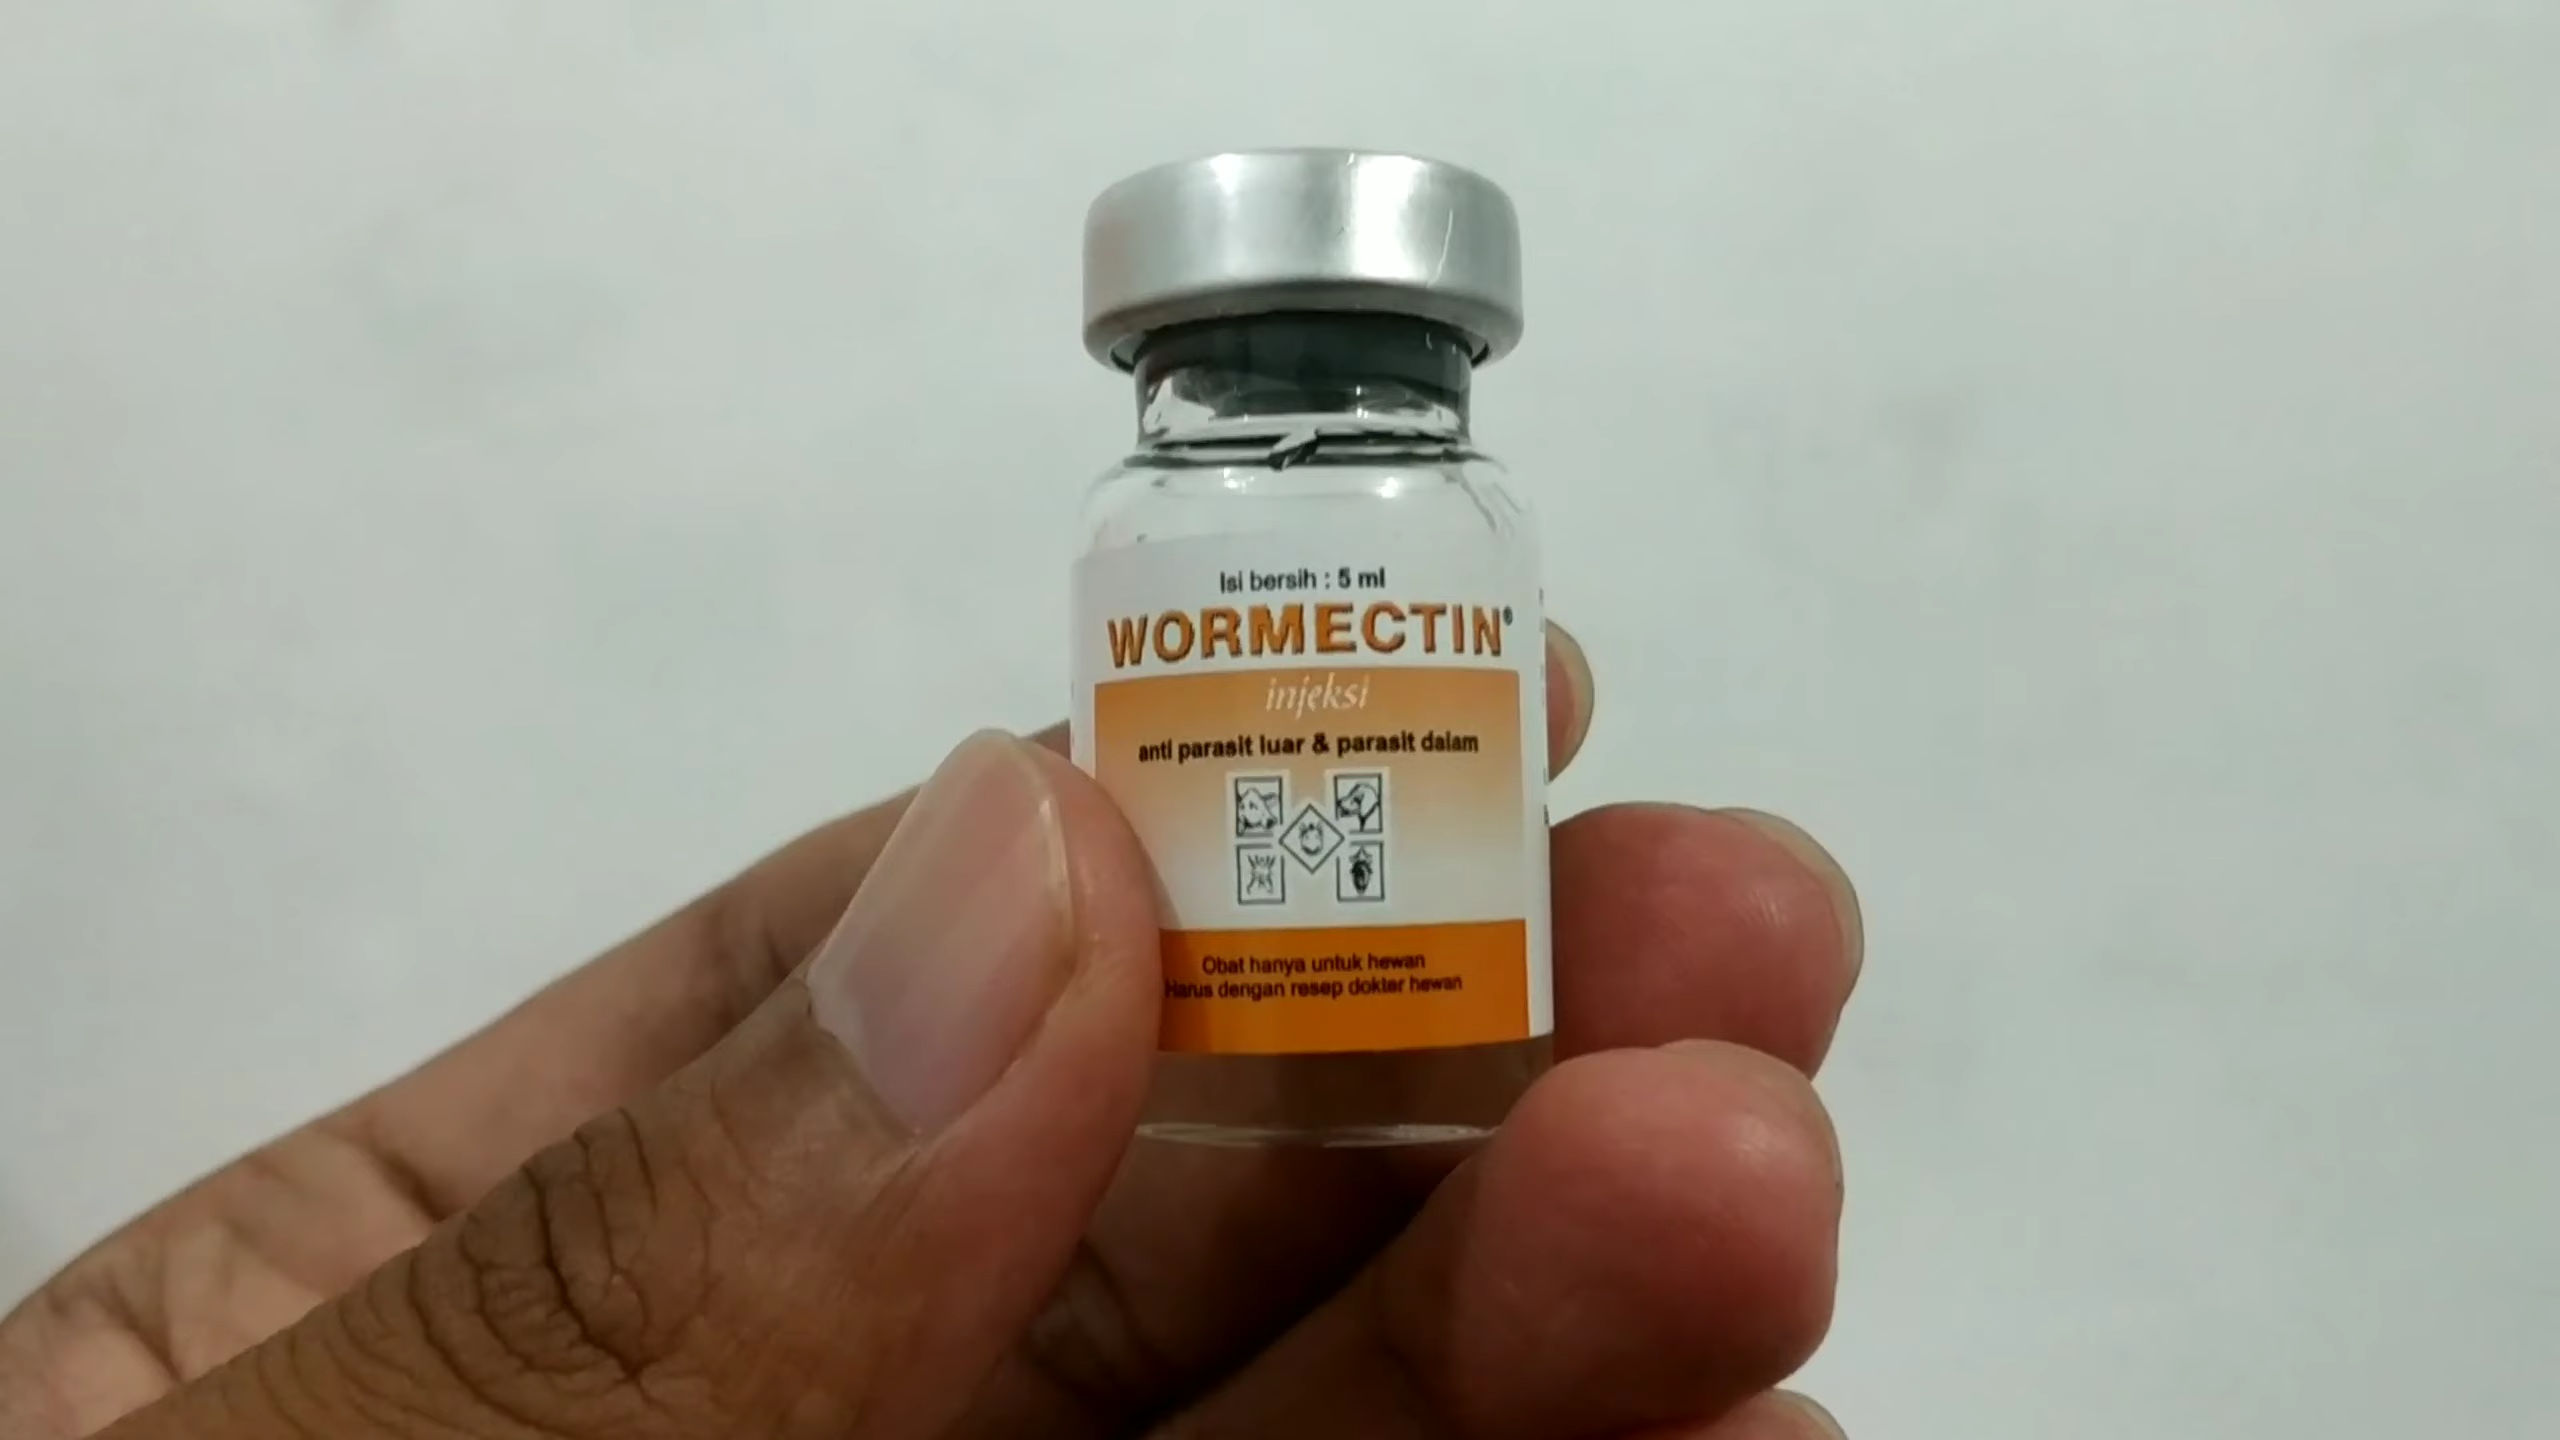 Isi bersih : 5 ml
WORMECTIN®
injeksi
anti parasit luar & parasit dalam
Obat hanya untuk hewan
Harus dengan resep dokter hewan